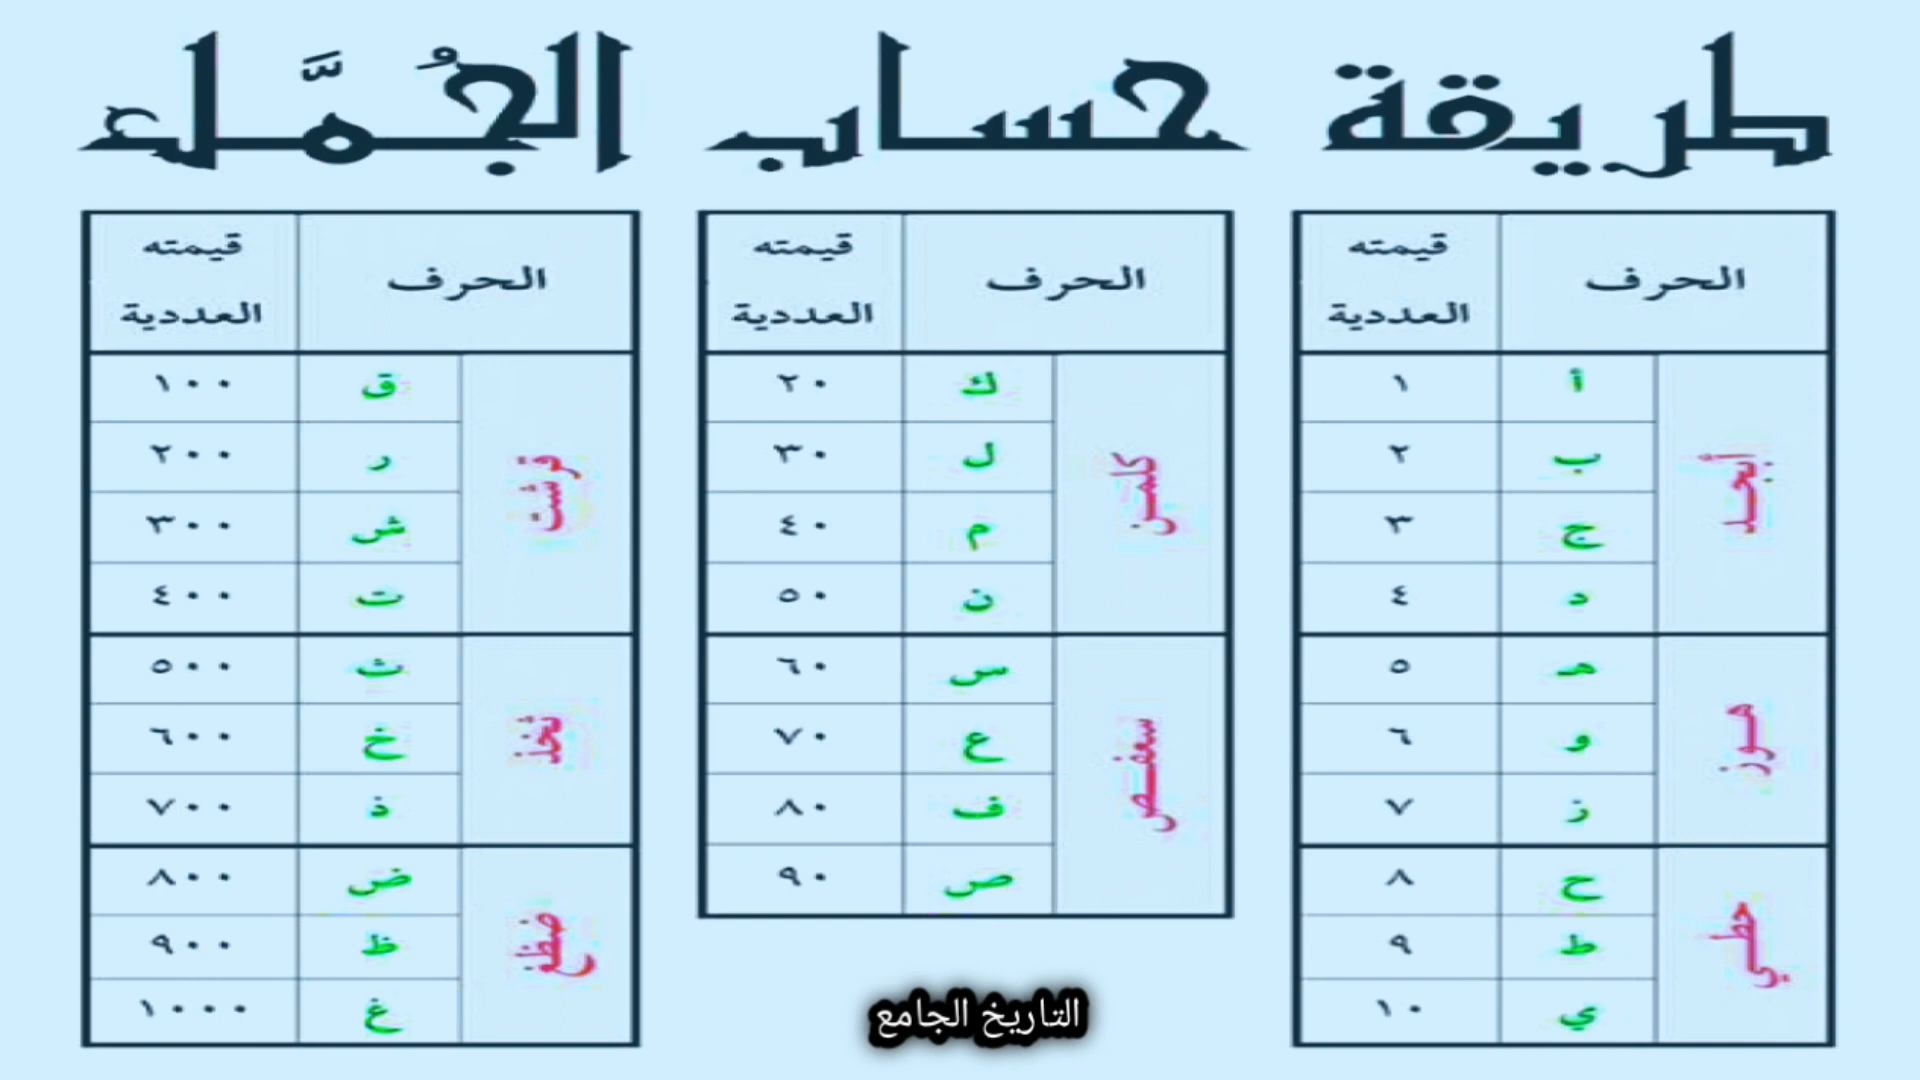 طريقة حساب الجُمَّل
الحرف قيمته العددية
أبجد
أ ١
ب ٢
ج ٣
د ٤
هوز
هـ ٥
و ٦
ز ٧
حطي
ح ٨
ط ٩
ي ١٠
الحرف قيمته العددية
كلمن
ك ٢٠
ل ٣٠
م ٤٠
ن ٥٠
سعفص
س ٦٠
ع ٧٠
ف ٨٠
ص ٩٠
الحرف قيمته العددية
قرشت
ق ١٠٠
ر ٢٠٠
ش ٣٠٠
ت ٤٠٠
ثخذ
ث ٥٠٠
خ ٦٠٠
ذ ٧٠٠
ضظغ
ض ٨٠٠
ظ ٩٠٠
غ ١٠٠٠
التاريخ الجامع